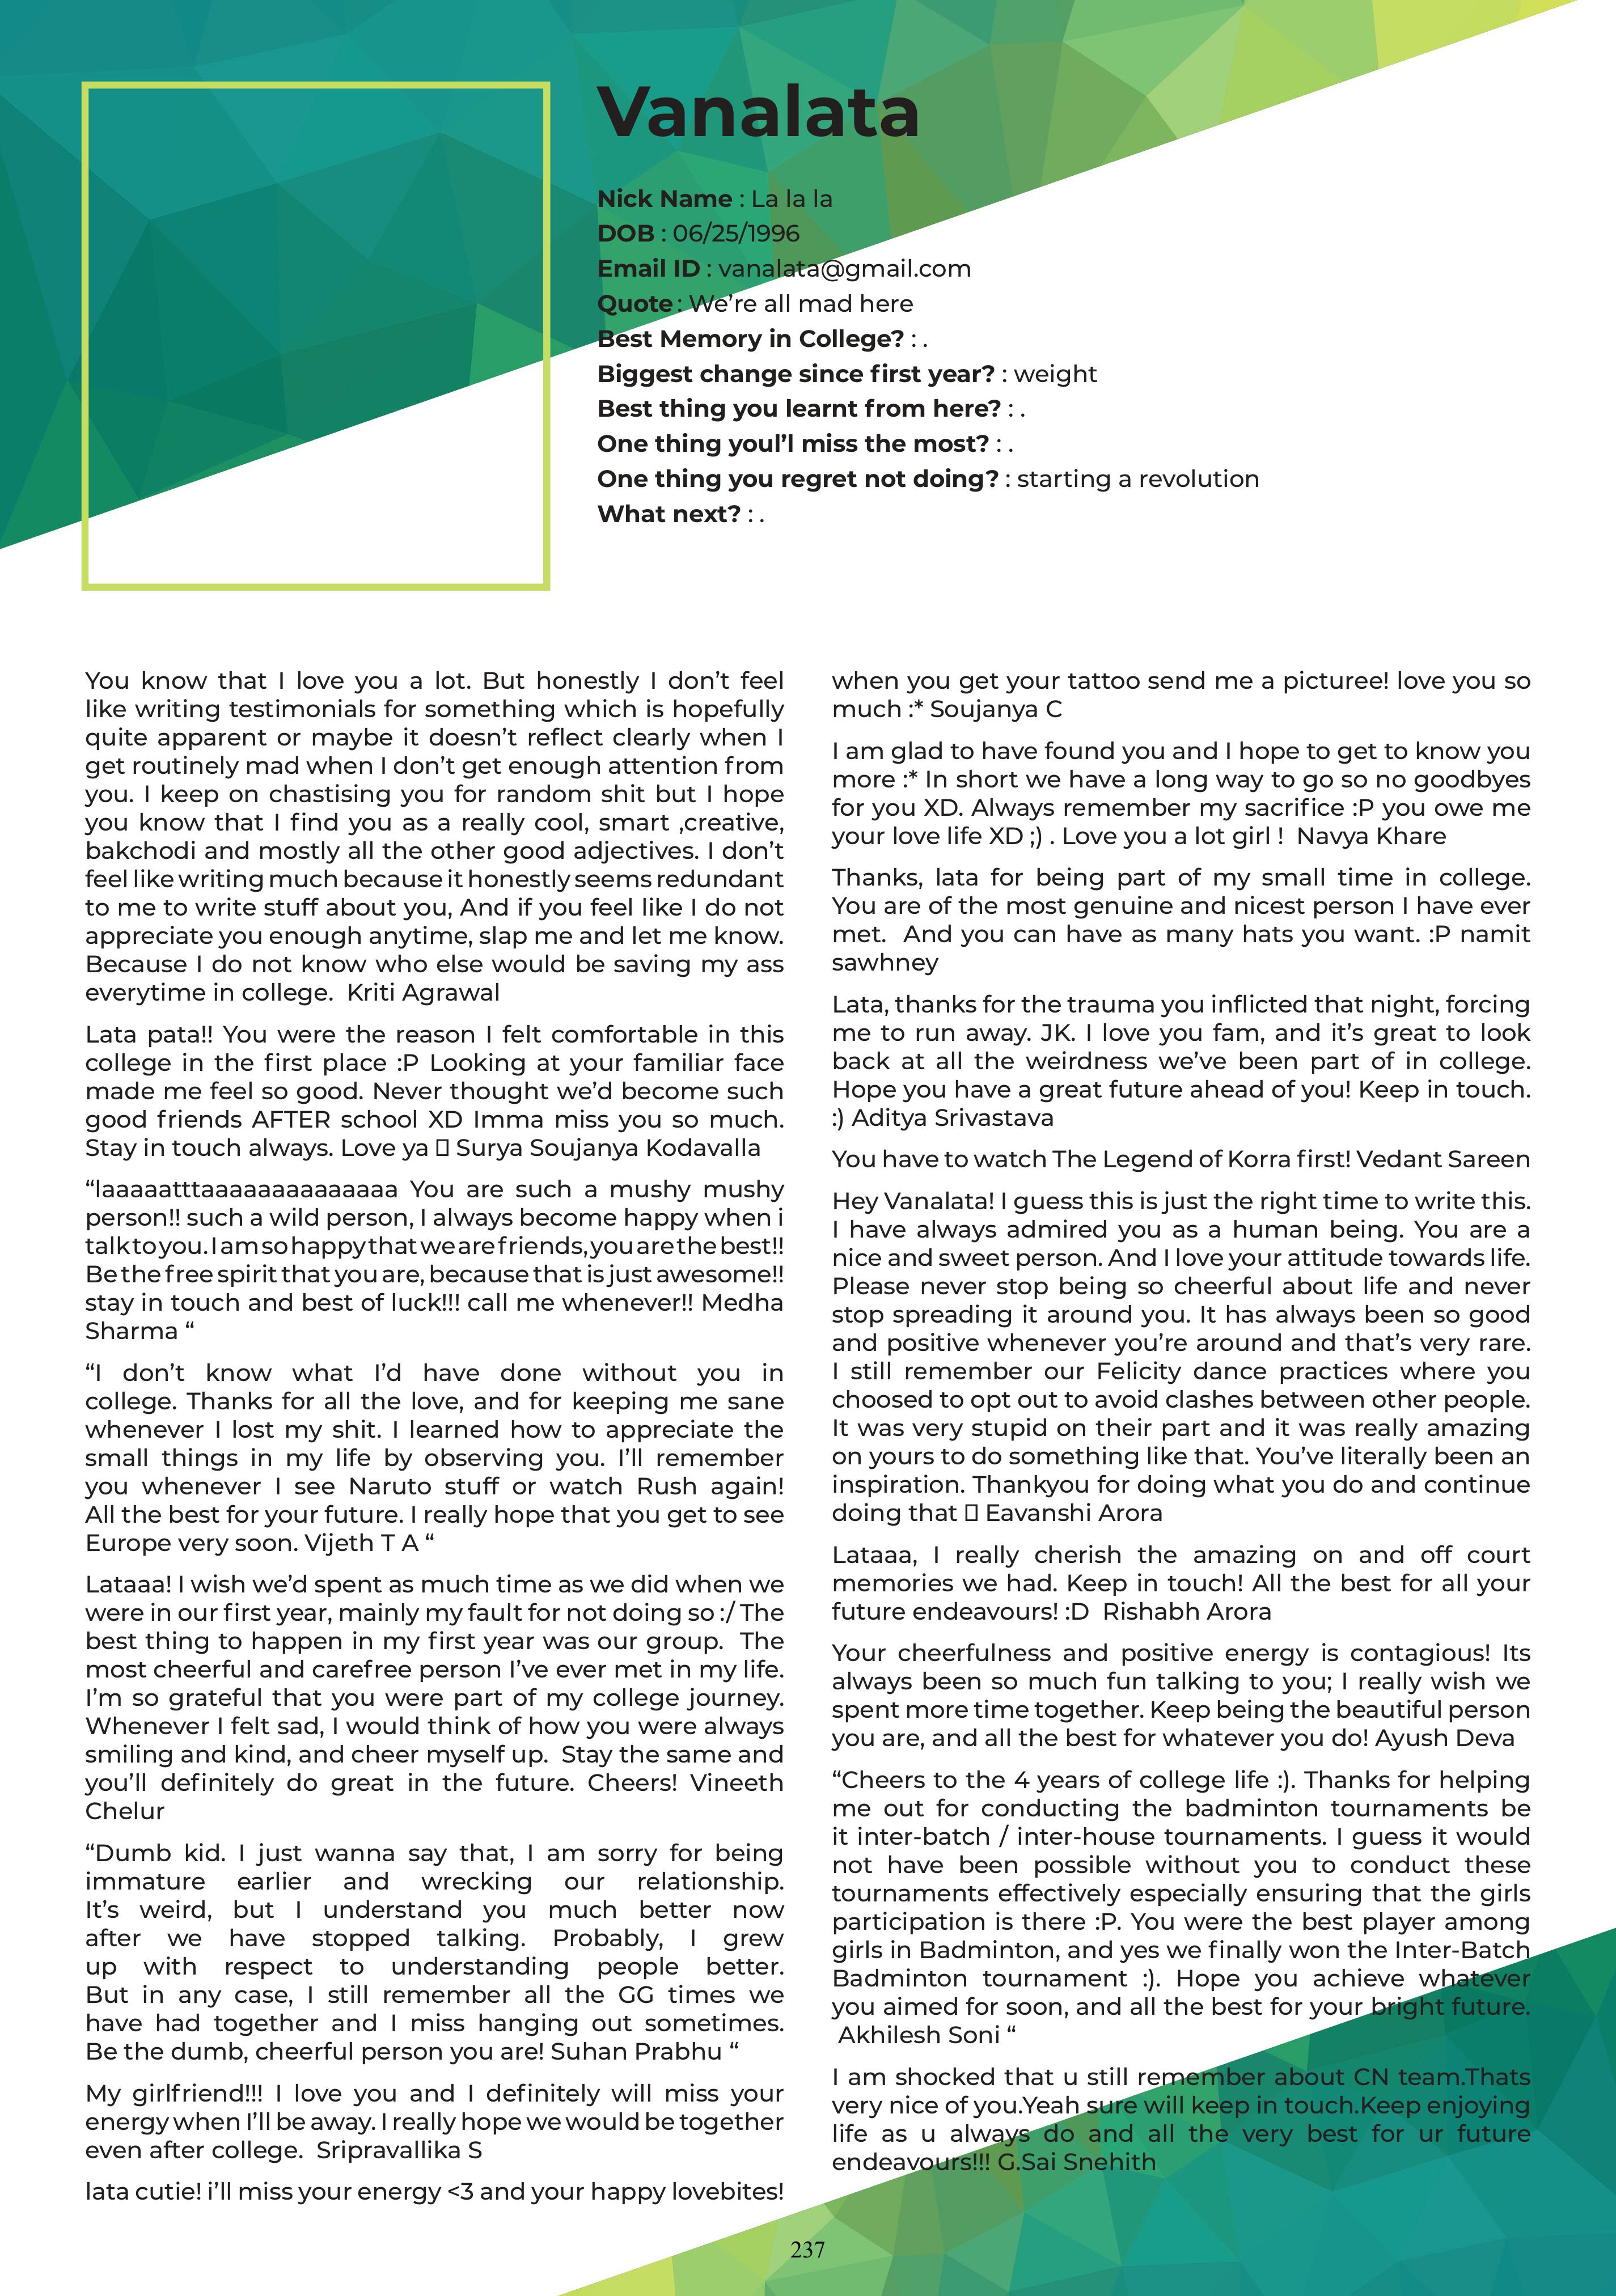 Vanalata
Nick Name : La la la
DOB : 06/25/1996
Email ID : vanalata@gmail.com
Quote : We’re all mad here
Best Memory in College? : .
Biggest change since first year? : weight
Best thing you learnt from here? : .
One thing youl’l miss the most? : .
One thing you regret not doing? : starting a revolution
What next? : .
You know that I love you a lot. But honestly I don’t feel
like writing testimonials for something which is hopefully
quite apparent or maybe it doesn’t reflect clearly when I
get routinely mad when I don’t get enough attention from
you. I keep on chastising you for random shit but I hope
you know that I find you as a really cool, smart ,creative,
bakchodi and mostly all the other good adjectives. I don’t
feel like writing much because it honestly seems redundant
to me to write stuff about you, And if you feel like I do not
appreciate you enough anytime, slap me and let me know.
Because I do not know who else would be saving my ass
everytime in college.  Kriti Agrawal
Lata pata!! You were the reason I felt comfortable in this
college in the first place :P Looking at your familiar face
made me feel so good. Never thought we’d become such
good friends AFTER school XD Imma miss you so much.
Stay in touch always. Love ya  Surya Soujanya Kodavalla
“laaaaatttaaaaaaaaaaaaaa You are such a mushy mushy
person!! such a wild person, I always become happy when i
talk to you. I am so happy that we are friends, you are the best!!
Be the free spirit that you are, because that is just awesome!!
stay in touch and best of luck!!! call me whenever!! Medha
Sharma “
“I don’t know what I’d have done without you in
college. Thanks for all the love, and for keeping me sane
whenever I lost my shit. I learned how to appreciate the
small things in my life by observing you. I’ll remember
you whenever I see Naruto stuff or watch Rush again!
All the best for your future. I really hope that you get to see
Europe very soon. Vijeth T A “
Lataaa! I wish we’d spent as much time as we did when we
were in our first year, mainly my fault for not doing so :/ The
best thing to happen in my first year was our group.  The
most cheerful and carefree person I’ve ever met in my life.
I’m so grateful that you were part of my college journey.
Whenever I felt sad, I would think of how you were always
smiling and kind, and cheer myself up.  Stay the same and
you’ll definitely do great in the future. Cheers! Vineeth
Chelur
“Dumb kid. I just wanna say that, I am sorry for being
immature earlier and wrecking our relationship.
It’s weird, but I understand you much better now
after we have stopped talking. Probably, I grew
up with respect to understanding people better.
But in any case, I still remember all the GG times we
have had together and I miss hanging out sometimes.
Be the dumb, cheerful person you are! Suhan Prabhu “
My girlfriend!!! I love you and I definitely will miss your
energy when I’ll be away. I really hope we would be together
even after college.  Sripravallika S
lata cutie! i’ll miss your energy <3 and your happy lovebites!
when you get your tattoo send me a picturee! love you so
much :* Soujanya C
I am glad to have found you and I hope to get to know you
more :* In short we have a long way to go so no goodbyes
for you XD. Always remember my sacrifice :P you owe me
your love life XD ;) . Love you a lot girl !  Navya Khare
Thanks, lata for being part of my small time in college.
You are of the most genuine and nicest person I have ever
met.  And you can have as many hats you want. :P namit
sawhney
Lata, thanks for the trauma you inflicted that night, forcing
me to run away. JK. I love you fam, and it’s great to look
back at all the weirdness we’ve been part of in college.
Hope you have a great future ahead of you! Keep in touch.
:) Aditya Srivastava
You have to watch The Legend of Korra first! Vedant Sareen
Hey Vanalata! I guess this is just the right time to write this.
I have always admired you as a human being. You are a
nice and sweet person. And I love your attitude towards life.
Please never stop being so cheerful about life and never
stop spreading it around you. It has always been so good
and positive whenever you’re around and that’s very rare.
I still remember our Felicity dance practices where you
choosed to opt out to avoid clashes between other people.
It was very stupid on their part and it was really amazing
on yours to do something like that. You’ve literally been an
inspiration. Thankyou for doing what you do and continue
doing that  Eavanshi Arora
Lataaa, I really cherish the amazing on and off court
memories we had. Keep in touch! All the best for all your
future endeavours! :D  Rishabh Arora
Your cheerfulness and positive energy is contagious! Its
always been so much fun talking to you; I really wish we
spent more time together. Keep being the beautiful person
you are, and all the best for whatever you do! Ayush Deva
“Cheers to the 4 years of college life :). Thanks for helping
me out for conducting the badminton tournaments be
it inter-batch / inter-house tournaments. I guess it would
not have been possible without you to conduct these
tournaments effectively especially ensuring that the girls
participation is there :P. You were the best player among
girls in Badminton, and yes we finally won the Inter-Batch
Badminton tournament :). Hope you achieve whatever
you aimed for soon, and all the best for your bright future.
Akhilesh Soni “
I am shocked that u still remember about CN team.Thats
very nice of you.Yeah sure will keep in touch.Keep enjoying
life as u always do and all the very best for ur future
endeavours!!! G.Sai Snehith
237